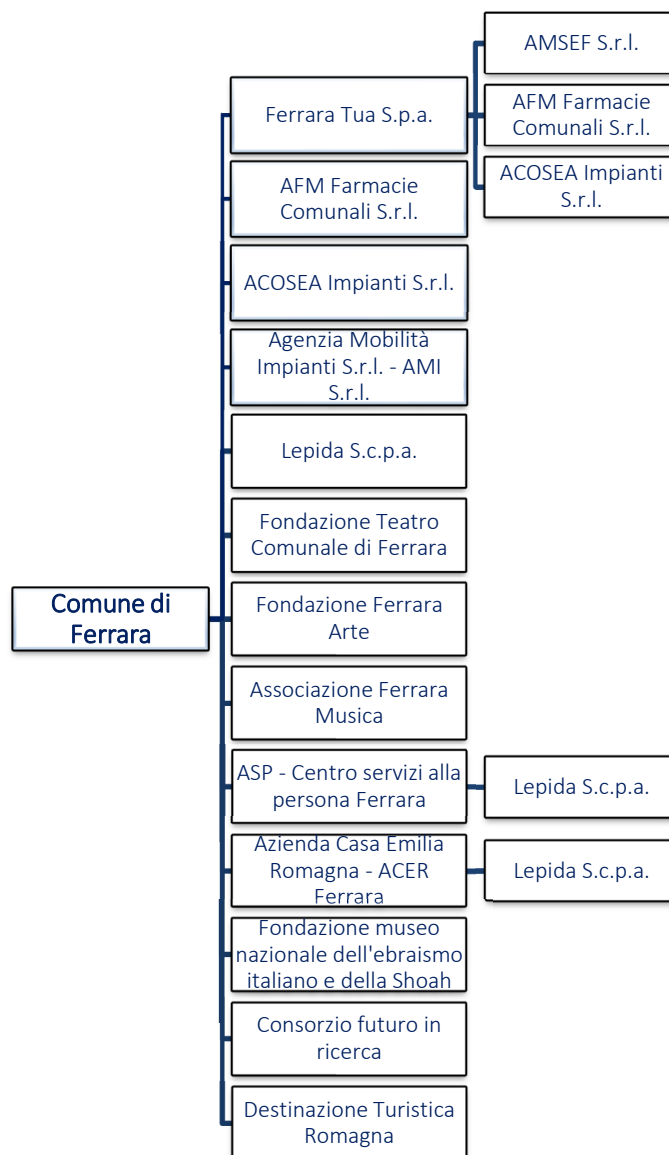 AMSEF S.r.l.
Ferrara Tua S.p.a.
AFM Farmacie
Comunali S.r.l.
ACOSEA Impianti
S.r.l.
AFM Farmacie
Comunali S.r.l.
ACOSEA Impianti S.r.l.
Agenzia Mobilità
Impianti S.r.l. - AMI
S.r.l.
Lepida S.c.p.a.
Fondazione Teatro
Comunale di Ferrara
Comune di
Ferrara
Fondazione Ferrara
Arte
Associazione Ferrara
Musica
ASP - Centro servizi alla
persona Ferrara
Lepida S.c.p.a.
Azienda Casa Emilia
Romagna - ACER
Ferrara
Lepida S.c.p.a.
Fondazione museo
nazionale dell'ebraismo
italiano e della Shoah
Consorzio futuro in
ricerca
Destinazione Turistica
Romagna